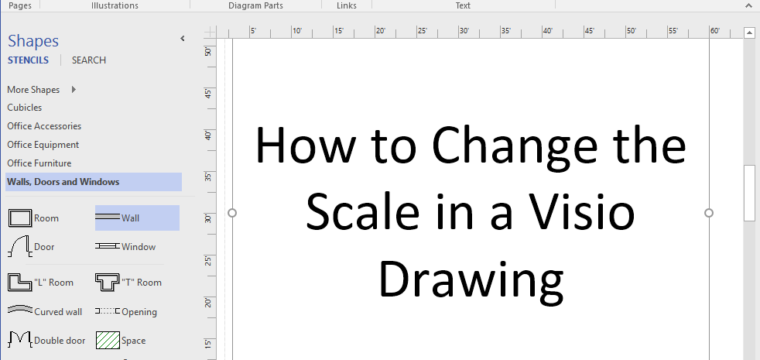 Pages Illustrations Diagram Parts Links Text
Shapes
STENCILS SEARCH
More Shapes
Cubicles
Office Accessories
Office Equipment
Office Furniture
Walls, Doors and Windows
Room Wall
Door Window
"L" Room "T" Room
Curved wall Opening
Double door Space
5' 10' 15' 20' 25' 30' 35' 40' 45' 50' 55' 60'
50'
45'
40'
35'
30'
25'
20'
15'
How to Change the
Scale in a Visio
Drawing